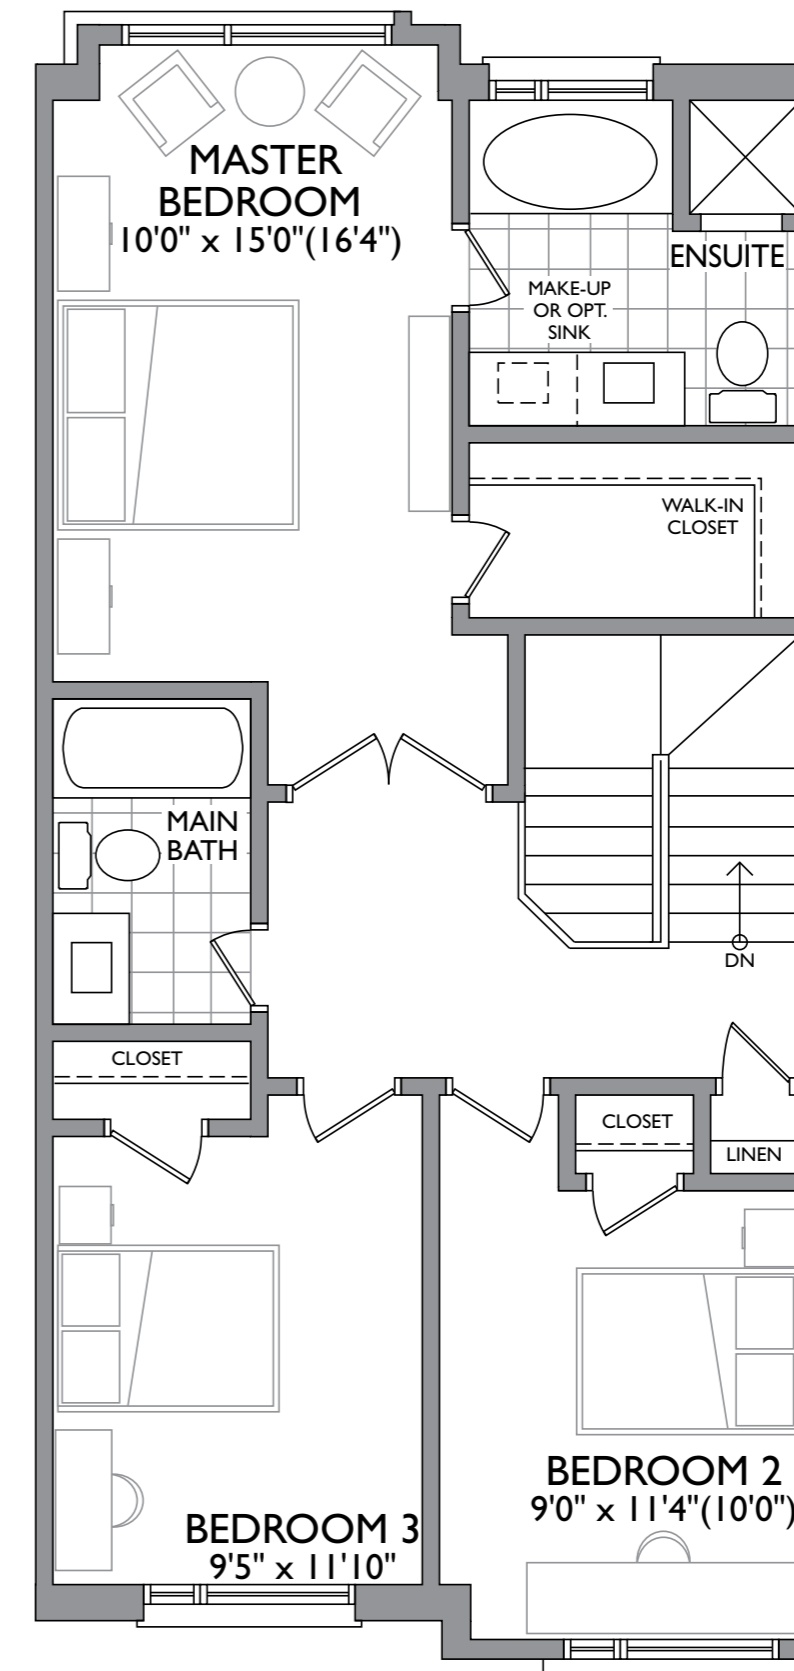 MASTER
BEDROOM
10'0" x 15'0"(16'4")
ENSUITE
MAKE-UP
OR OPT.
SINK
WALK-IN
CLOSET
MAIN
BATH
DN
CLOSET
CLOSET
LINEN
BEDROOM 2
9'0" x 11'4"(10'0")
BEDROOM 3
9'5" x 11'10"